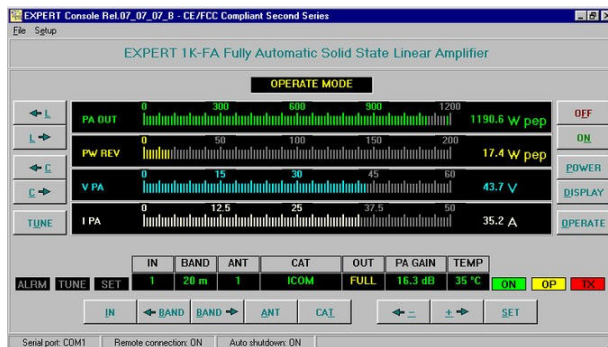 EXPERT Console Rel.07_07_07_B - CE/FCC Compliant Second Series
File Setup
EXPERT 1K-FA Fully Automatic Solid State Linear Amplifier
OPERATE MODE
0 300 600 900 1200
PA OUT 1190.6 W pep
0 50 100 150 200
PW REV 17.4 W pep
0 15 30 45 60
V PA 43.7 V
0 12.5 25 37.5 50
I PA 35.2 A
L
L
C
C
TUNE
OFF
ON
POWER
DISPLAY
OPERATE
IN BAND ANT CAT OUT PA GAIN TEMP
ALRM TUNE SET 1 20 m 1 ICOM FULL 16.3 dB 35 °C ON OP TX
IN BAND BAND ANT CAT - + SET
Serial port: COM1 Remote connection: ON Auto shutdown: ON